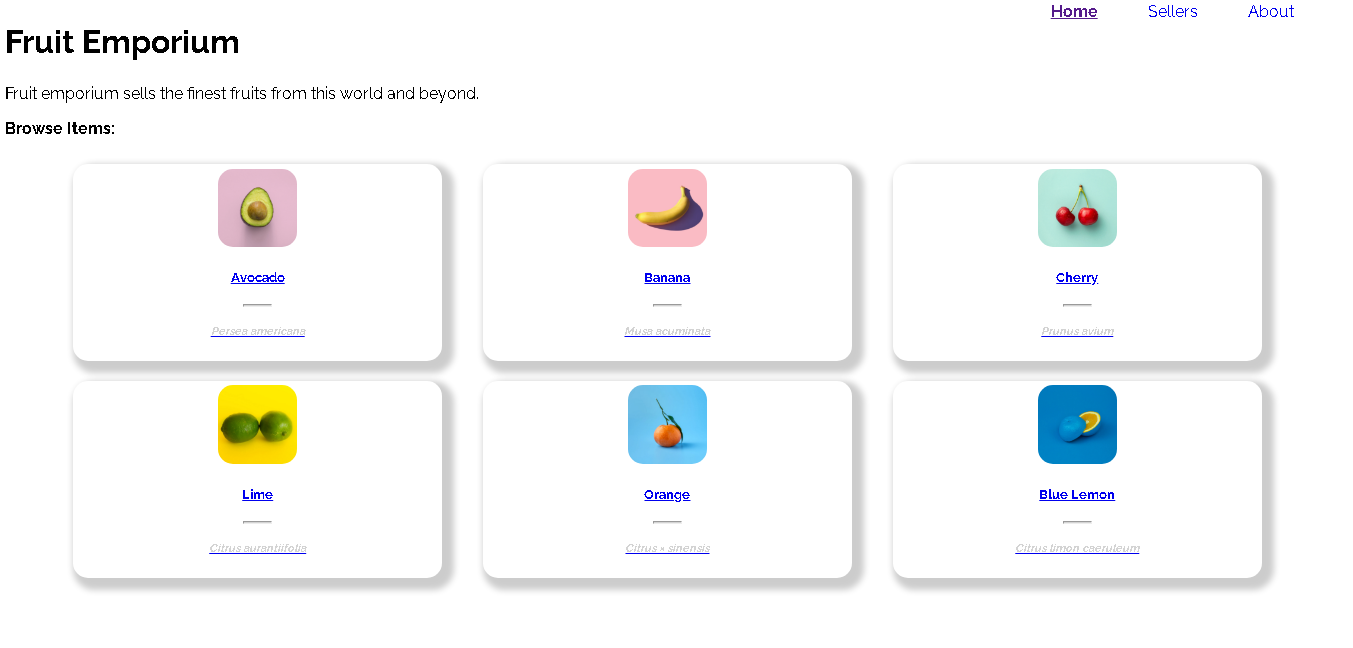 Home Sellers About
Fruit Emporium
Fruit emporium sells the finest fruits from this world and beyond.
Browse Items:
Avocado
Persea americana
Banana
Musa acuminata
Cherry
Prunus avium
Lime
Citrus aurantiifolia
Orange
Citrus × sinensis
Blue Lemon
Citrus limon caeruleum